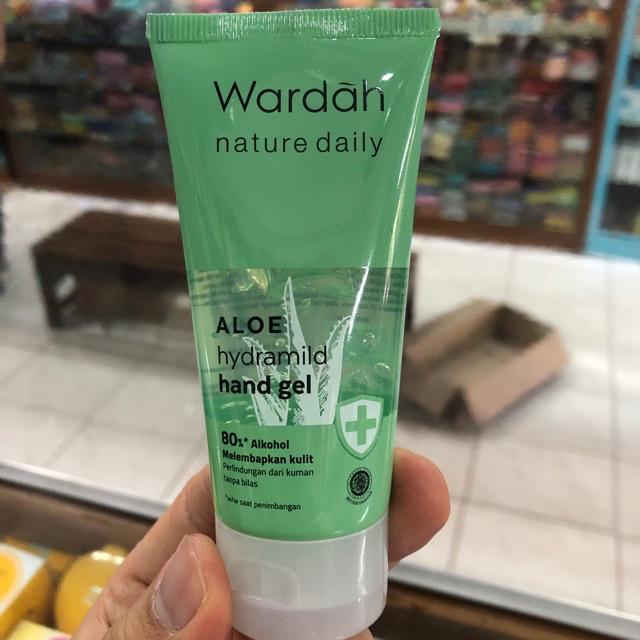 Wardah
nature daily
ALOE
hydramild
hand gel
80%* Alkohol
Melembapkan kulit
Perlindungan dari kuman
tanpa bilas
*w/w saat penimbangan